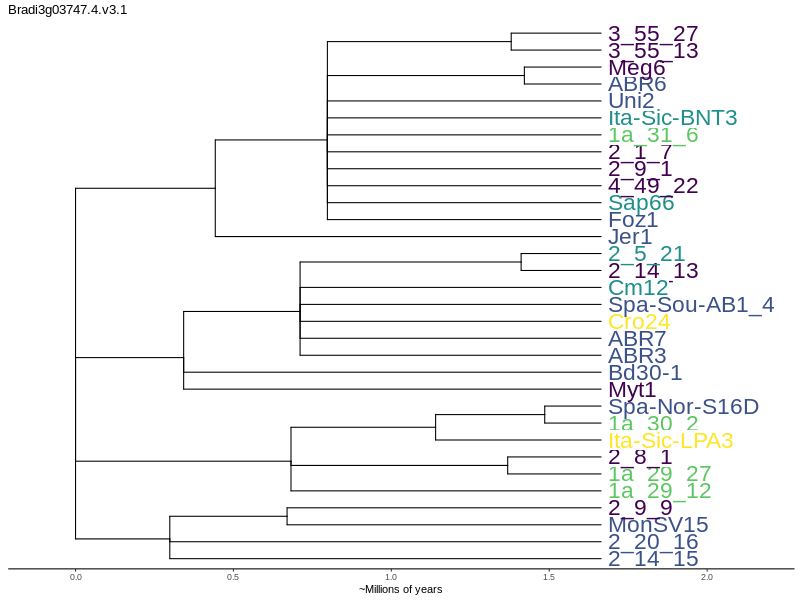 Bradi3g03747.4.v3.1
3_55_27
3_55_13
Meg6
ABR6
Uni2
Ita-Sic-BNT3
1a_31_6
2_1_7
2_9_1
4_49_22
Sap66
Foz1
Jer1
2_5_21
2_14_13
Cm12
Spa-Sou-AB1_4
Cro24
ABR7
ABR3
Bd30-1
Myt1
Spa-Nor-S16D
1a_30_2
Ita-Sic-LPA3
2_8_1
1a_29_27
1a_29_12
2_9_9
MonSV15
2_20_16
2_14_15
0.0 0.5 1.0 1.5 2.0
~Millions of years